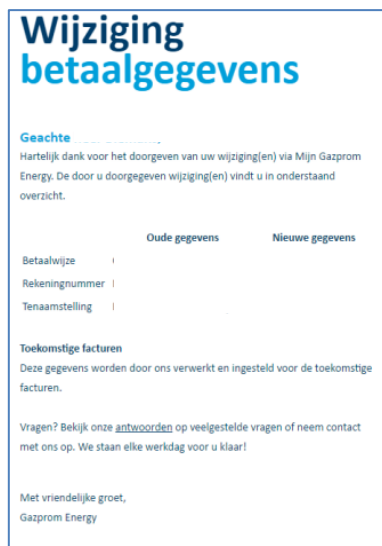 Wijziging
betaalgegevens
Geachte
Hartelijk dank voor het doorgeven van uw wijziging(en) via Mijn Gazprom
Energy. De door u doorgegeven wijziging(en) vindt u in onderstaand
overzicht.
Oude gegevens Nieuwe gegevens
Betaalwijze
Rekeningnummer
Tenaamstelling
Toekomstige facturen
Deze gegevens worden door ons verwerkt en ingesteld voor de toekomstige
facturen.
Vragen? Bekijk onze antwoorden op veelgestelde vragen of neem contact
met ons op. We staan elke werkdag voor u klaar!
Met vriendelijke groet,
Gazprom Energy